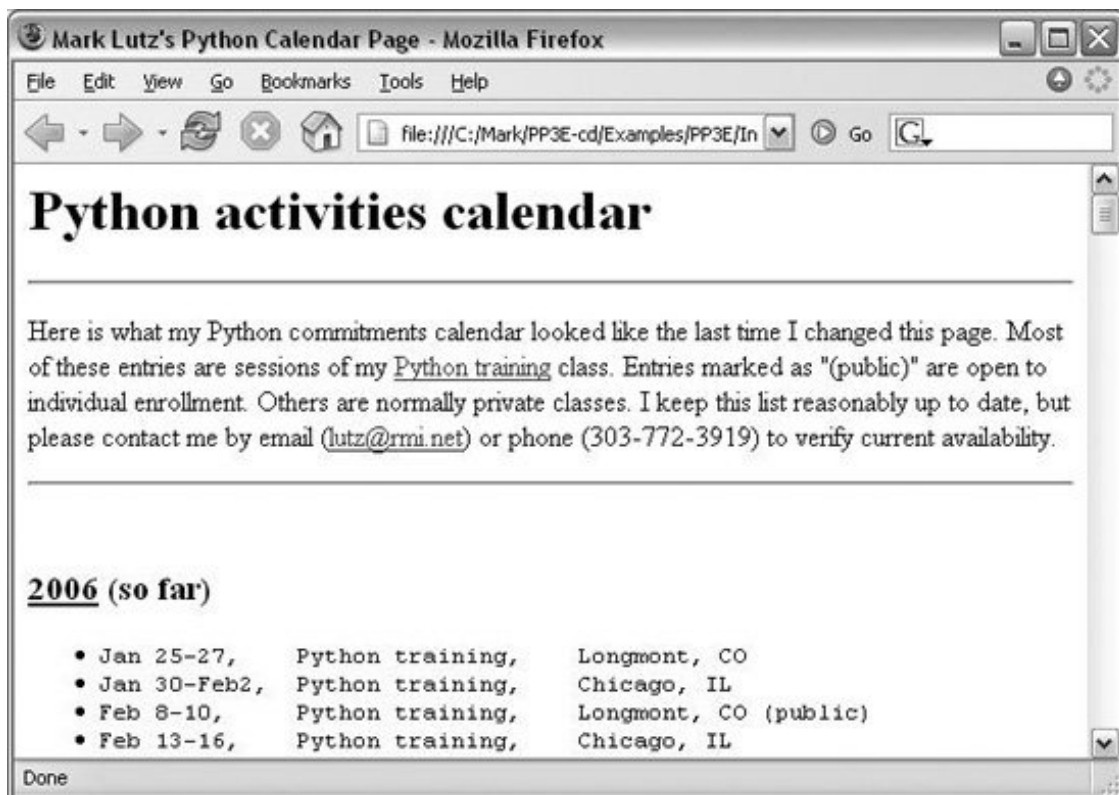 Mark Lutz's Python Calendar Page - Mozilla Firefox
File Edit View Go Bookmarks Tools Help
file:///C:/Mark/PP3E-cd/Examples/PP3E/In Go G
Python activities calendar
Here is what my Python commitments calendar looked like the last time I changed this page. Most
of these entries are sessions of my Python training class. Entries marked as "(public)" are open to
individual enrollment. Others are normally private classes. I keep this list reasonably up to date, but
please contact me by email (lutz@rmi.net) or phone (303-772-3919) to verify current availability.
2006 (so far)
• Jan 25-27, Python training, Longmont, CO
• Jan 30-Feb2, Python training, Chicago, IL
• Feb 8-10, Python training, Longmont, CO (public)
• Feb 13-16, Python training, Chicago, IL
Done